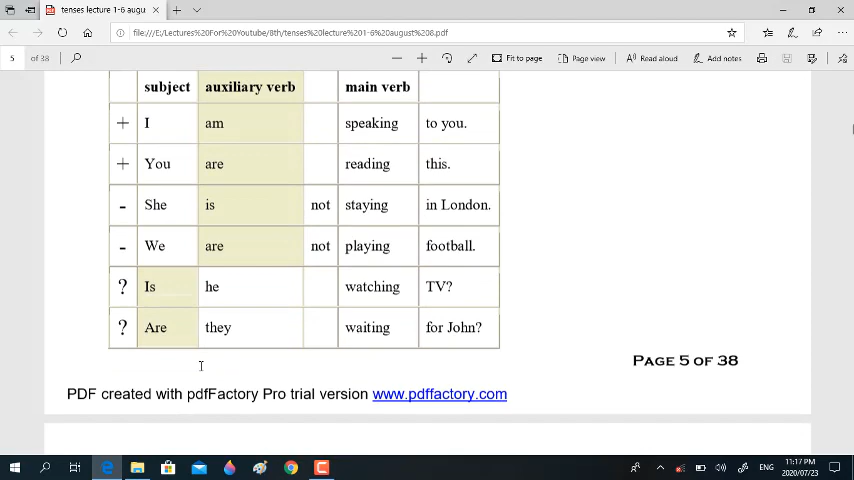 tenses lecture 1-6 augu
file:///E:/Lectures%20For%20Youtube/8th/tenses%20lecture%201-6%20august%208.pdf
5 of 38
Fit to page
Page view
Read aloud
Add notes
subject auxiliary verb main verb
+ I am speaking to you.
+ You are reading this.
- She is not staying in London.
- We are not playing football.
? Is he watching TV?
? Are they waiting for John?
PAGE 5 OF 38
PDF created with pdfFactory Pro trial version www.pdffactory.com
ENG
11:17 PM
2020/07/23